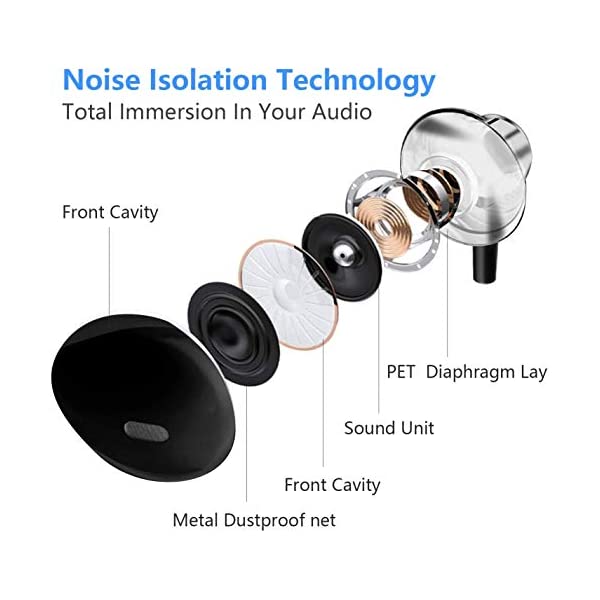 Noise Isolation Technology
Total Immersion In Your Audio
Front Cavity
PET Diaphragm Lay
Sound Unit
Front Cavity
Metal Dustproof net